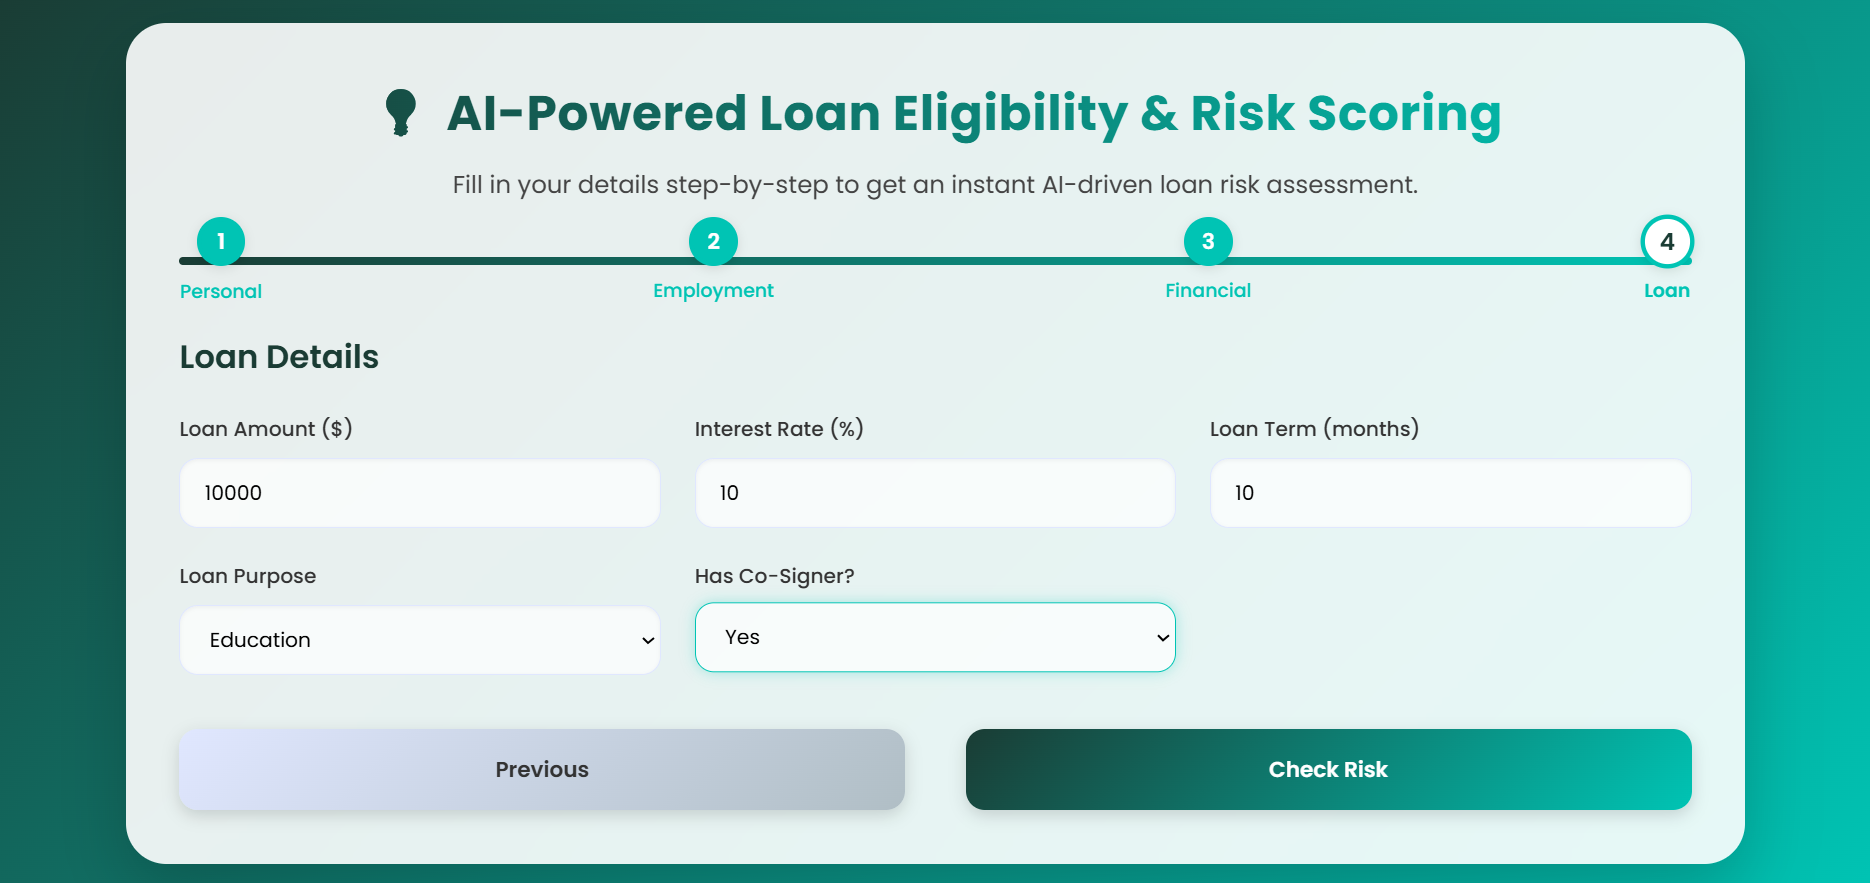 AI-Powered Loan Eligibility & Risk Scoring
Fill in your details step-by-step to get an instant AI-driven loan risk assessment.
1 2 3 4
Personal Employment Financial Loan
Loan Details
Loan Amount ($) Interest Rate (%) Loan Term (months)
10000 10 10
Loan Purpose Has Co-Signer?
Education Yes
Previous Check Risk